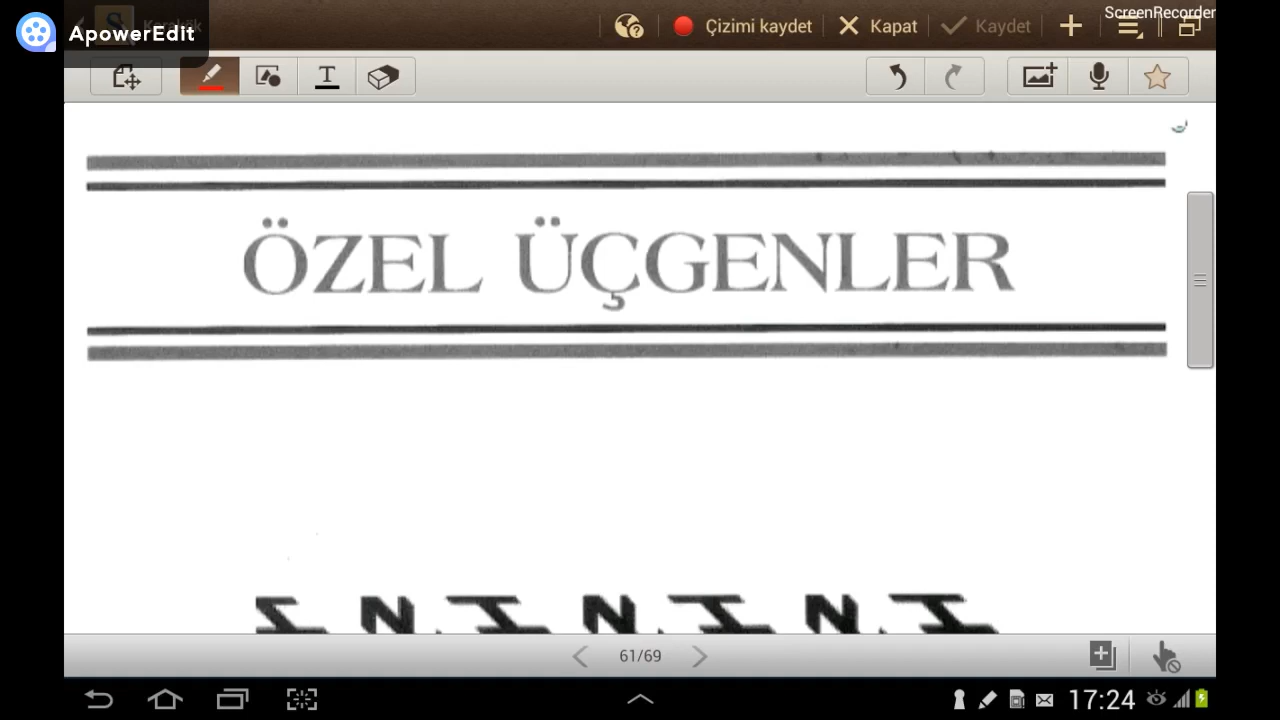 ScreenRecorder
ApowerEdit
Çizimi kaydet
Kapat
Kaydet
T
ÖZEL ÜÇGENLER
61/69
17:24